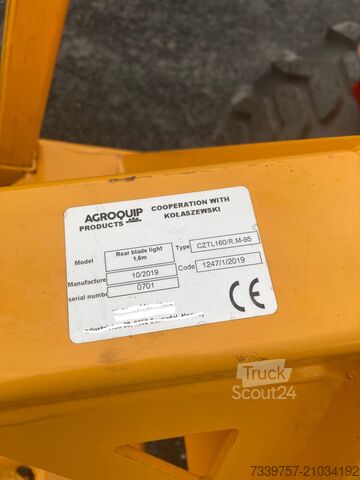 AGROQUIP
PRODUCTS
COOPERATION WITH
KOŁASZEWSKI
Model Rear blade light 1,6m Type CZTL160/R.M-95
Manufacture 10/2019 Code 1247/1/2019
serial number 0701
CE
Truck
Scout24
7339757-21034192